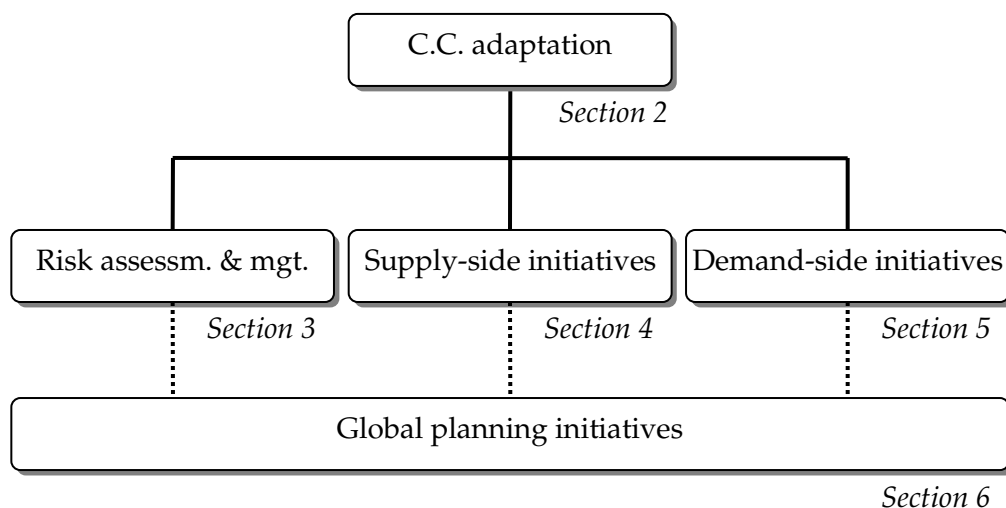 C.C. adaptation
Section 2
Risk assessm. & mgt.
Supply-side initiatives
Demand-side initiatives
Section 3
Section 4
Section 5
Global planning initiatives
Section 6